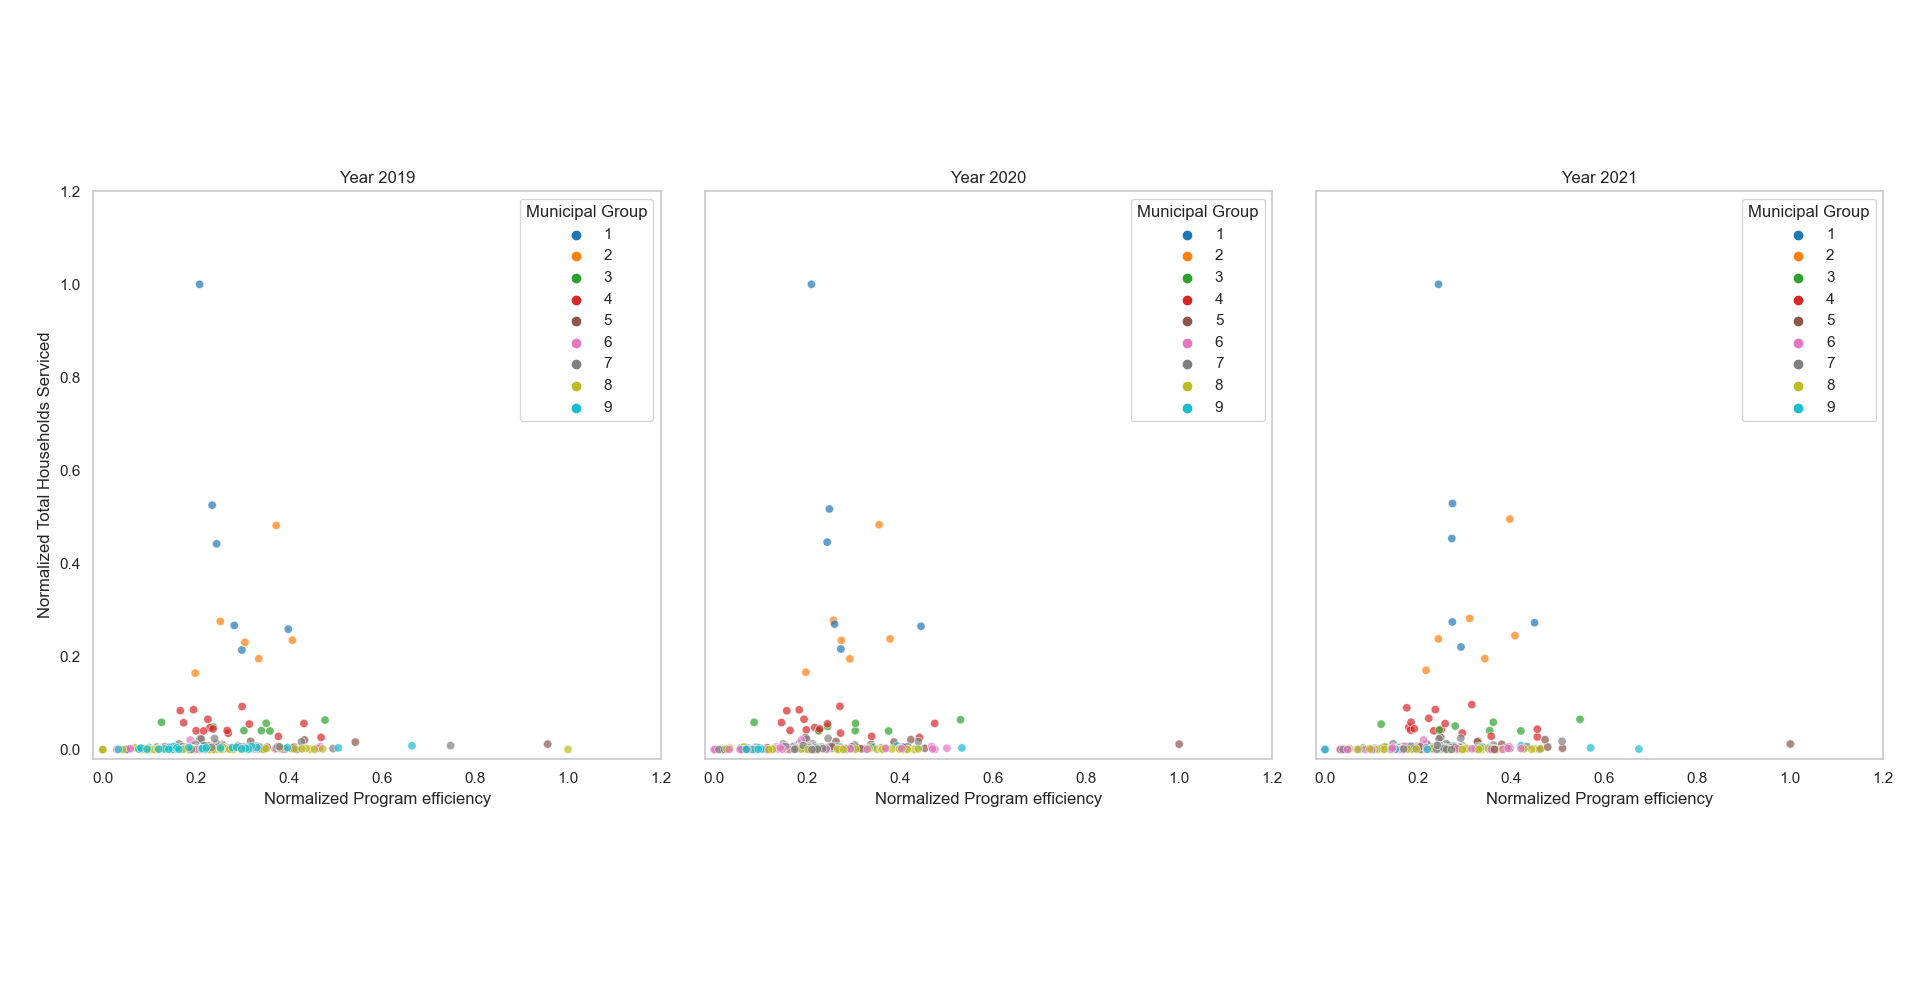 Year 2019
Year 2020
Year 2021
Normalized Total Households Serviced
1.2
1.0
0.8
0.6
0.4
0.2
0.0
Municipal Group
1
2
3
4
5
6
7
8
9
0.0 0.2 0.4 0.6 0.8 1.0 1.2
Normalized Program efficiency
Municipal Group
1
2
3
4
5
6
7
8
9
0.0 0.2 0.4 0.6 0.8 1.0 1.2
Normalized Program efficiency
Municipal Group
1
2
3
4
5
6
7
8
9
0.0 0.2 0.4 0.6 0.8 1.0 1.2
Normalized Program efficiency